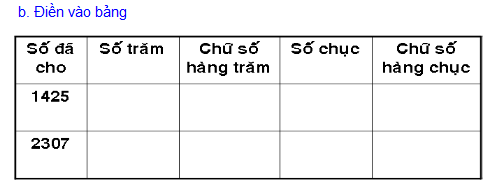 b. Điền vào bảng
Số đã cho Số trăm Chữ số hàng trăm Số chục Chữ số hàng chục
1425
2307